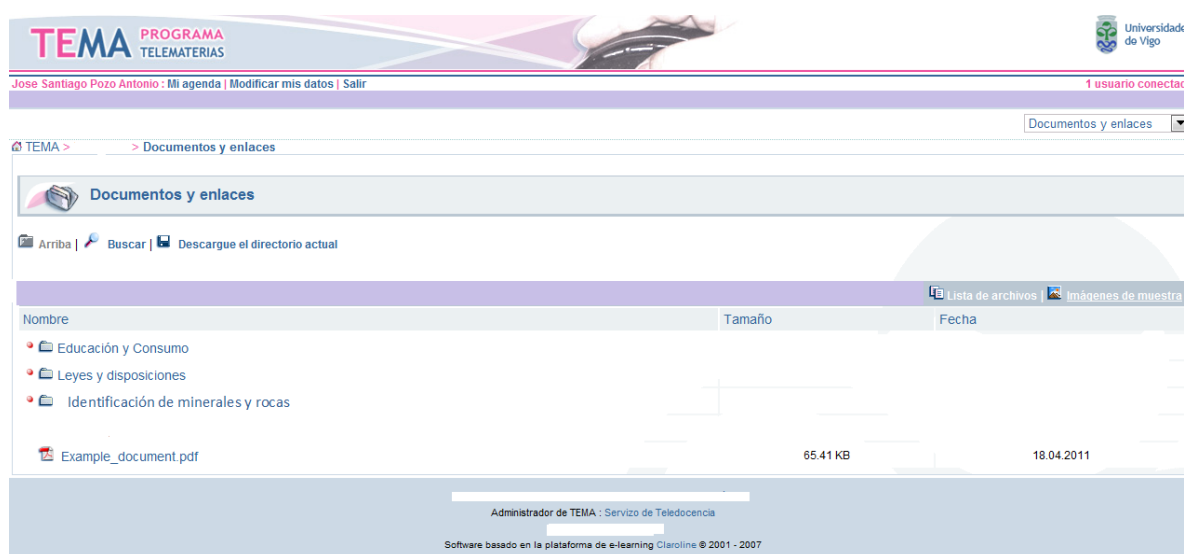 TEMA PROGRAMA TELEMATERIAS
Universidade de Vigo
Jose Santiago Pozo Antonio : Mi agenda | Modificar mis datos | Salir
1 usuario conectad
Documentos y enlaces
TEMA > > Documentos y enlaces
Documentos y enlaces
Arriba | Buscar | Descargue el directorio actual
Lista de archivos | Imágenes de muestra
Nombre Tamaño Fecha
Educación y Consumo
Leyes y disposiciones
Identificación de minerales y rocas
Example_document.pdf 65.41 KB 18.04.2011
Administrador de TEMA : Servizo de Teledocencia
Software basado en la plataforma de e-learning Claroline © 2001 - 2007